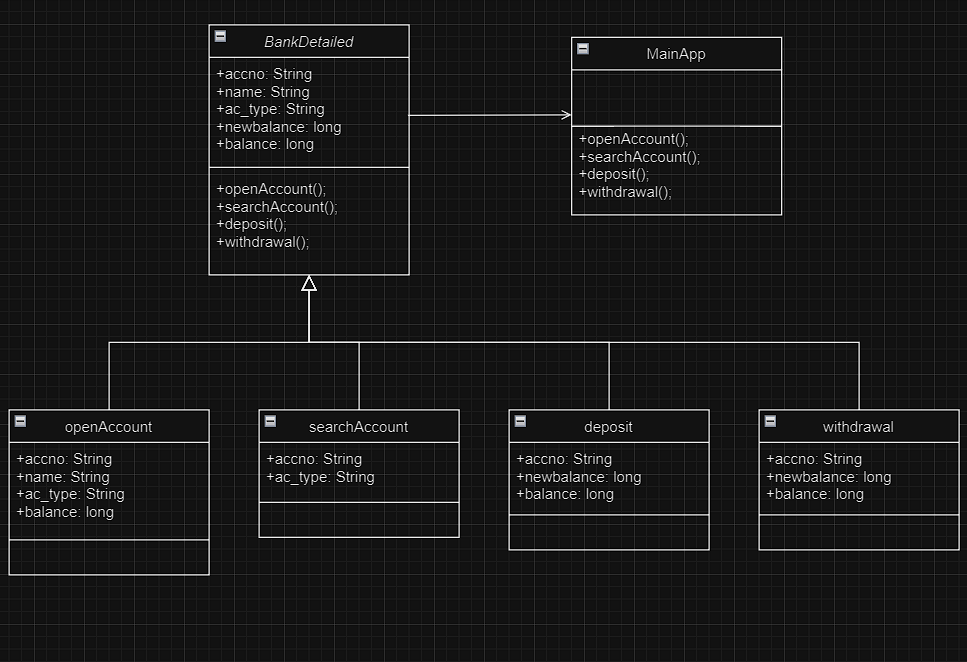 BankDetailed
+accno: String
+name: String
+ac_type: String
+newbalance: long
+balance: long
+openAccount();
+searchAccount();
+deposit();
+withdrawal();
MainApp
+openAccount();
+searchAccount();
+deposit();
+withdrawal();
openAccount
+accno: String
+name: String
+ac_type: String
+balance: long
searchAccount
+accno: String
+ac_type: String
deposit
+accno: String
+newbalance: long
+balance: long
withdrawal
+accno: String
+newbalance: long
+balance: long